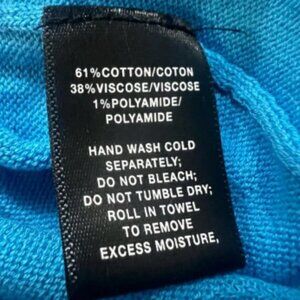 61%COTTON/COTON
38%VISCOSE/VISCOSE
1%POLYAMIDE/
POLYAMIDE
HAND WASH COLD
SEPARATELY;
DO NOT BLEACH;
DO NOT TUMBLE DRY;
ROLL IN TOWEL
TO REMOVE
EXCESS MOISTURE,